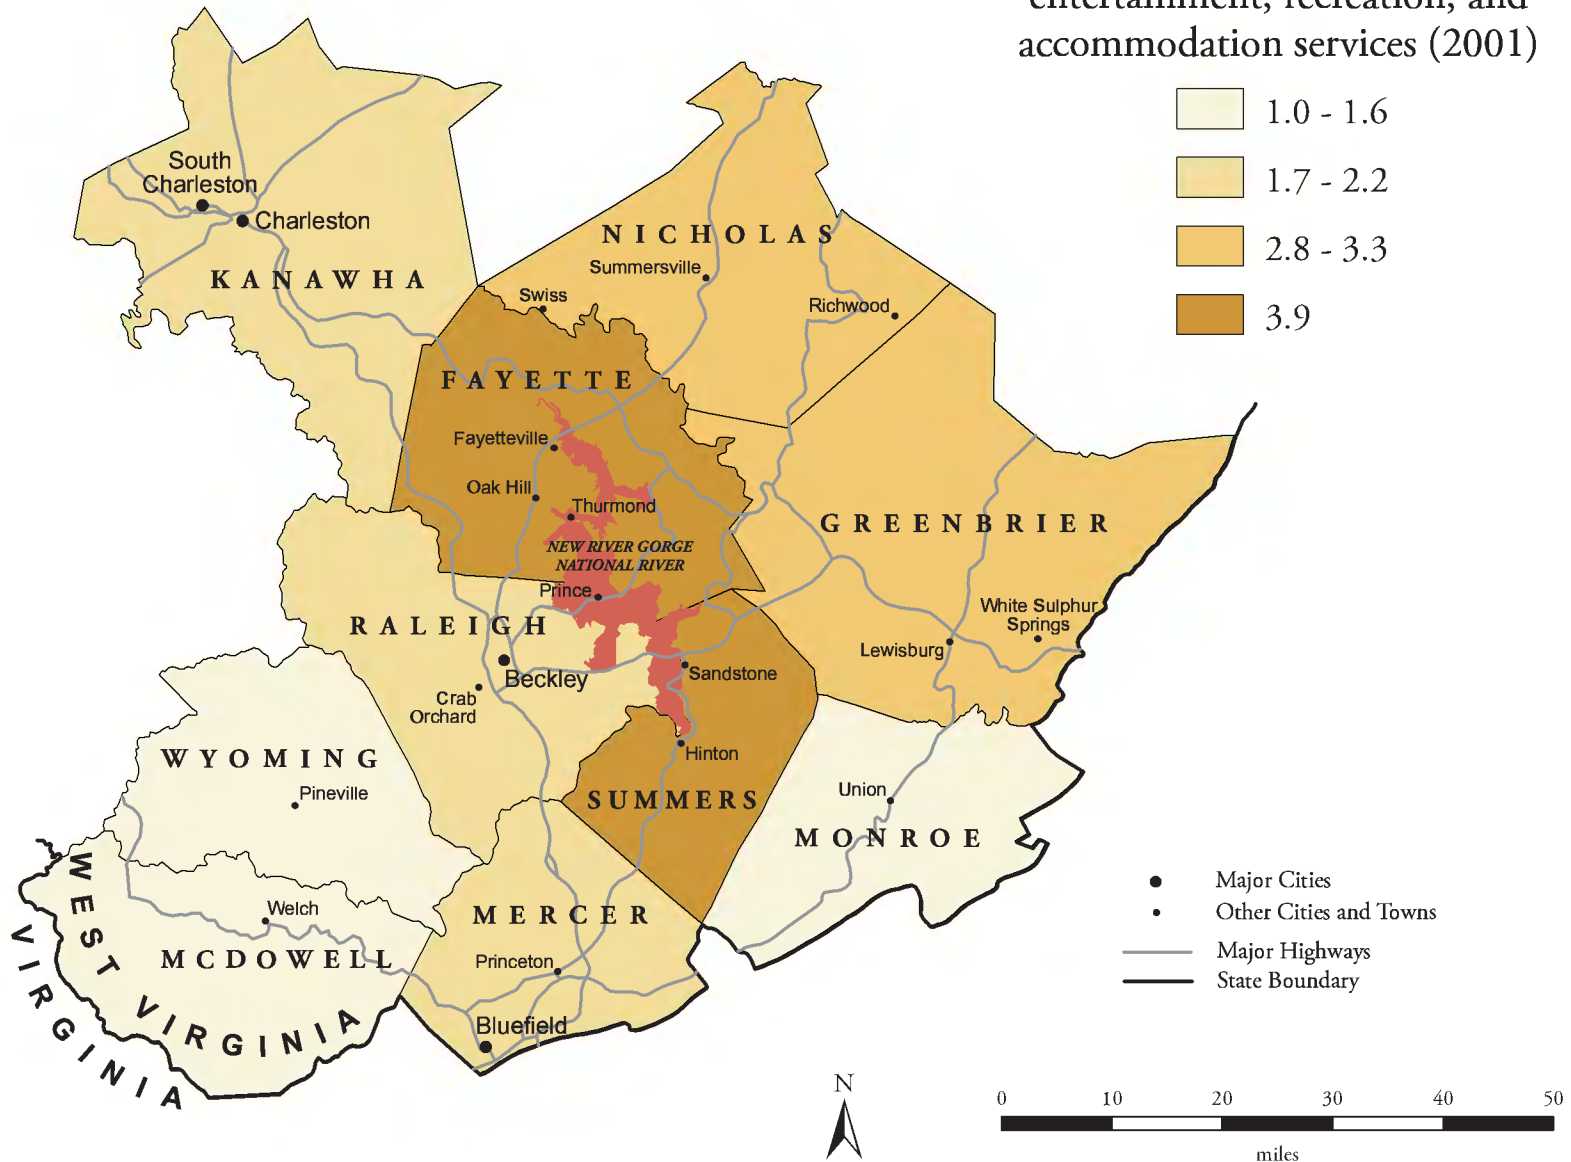 entertainment, recreation, and
accommodation services (2001)
1.0 - 1.6
1.7 - 2.2
2.8 - 3.3
3.9
South
Charleston
Charleston
KANAWHA
NICHOLAS
Summersville
Swiss
Richwood
FAYETTE
Fayetteville
Oak Hill
Thurmond
NEW RIVER GORGE
NATIONAL RIVER
Prince
GREENBRIER
White Sulphur
Springs
Lewisburg
RALEIGH
Beckley
Crab
Orchard
Sandstone
Hinton
SUMMERS
WYOMING
Pineville
Union
MONROE
MERCER
Princeton
Bluefield
Welch
MCDOWELL
WEST VIRGINIA
VIRGINIA
Major Cities
Other Cities and Towns
Major Highways
State Boundary
N
0 10 20 30 40 50
miles